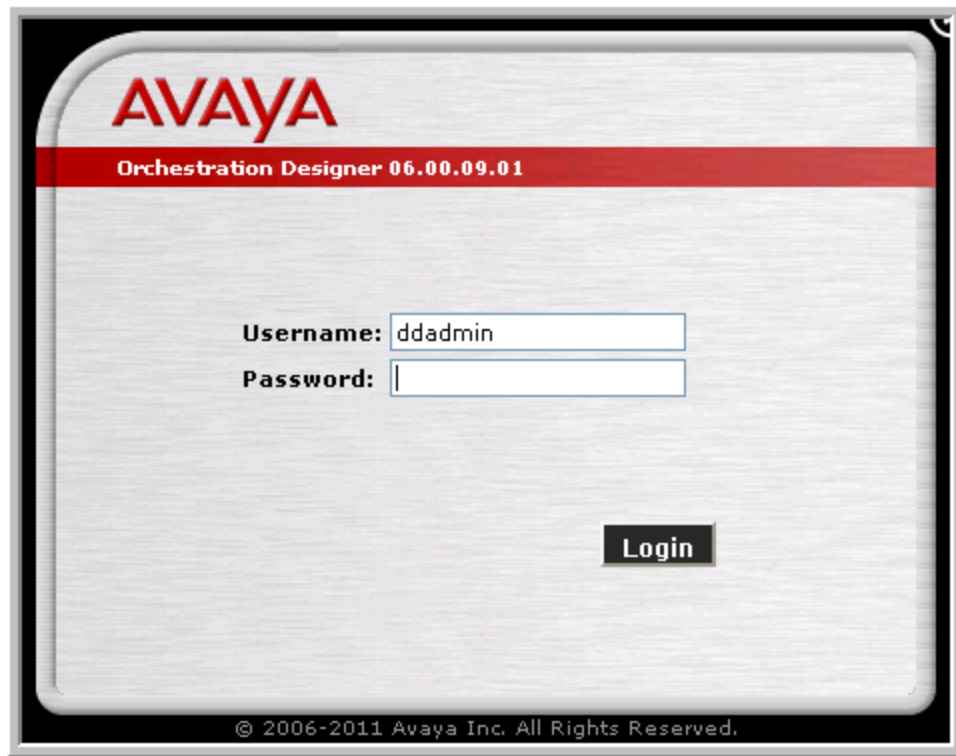 AVAYA
Orchestration Designer 06.00.09.01
Username: ddadmin
Password:
Login
© 2006-2011 Avaya Inc. All Rights Reserved.